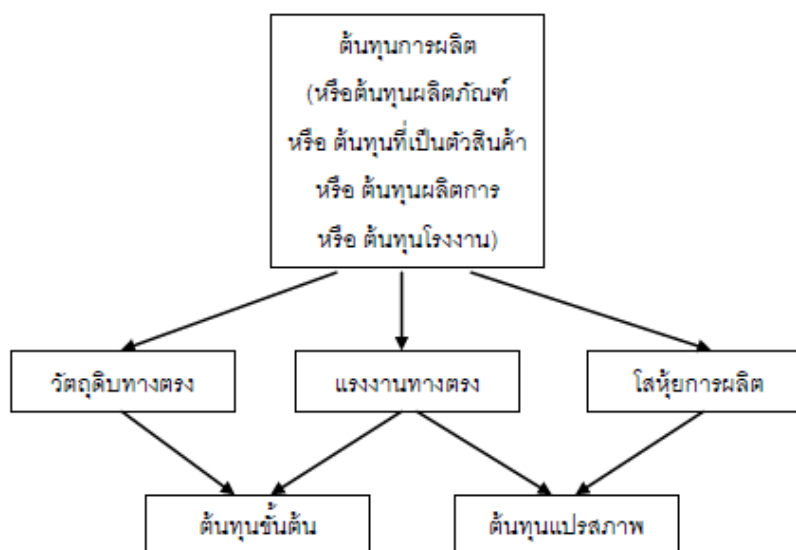 ต้นทุนการผลิต
(หรือต้นทุนผลิตภัณฑ์
หรือ ต้นทุนที่เป็นตัวสินค้า
หรือ ต้นทุนผลิตการ
หรือ ต้นทุนโรงงาน)
วัตถุดิบทางตรง
แรงงานทางตรง
โสหุ้ยการผลิต
ต้นทุนขั้นต้น
ต้นทุนแปรสภาพ